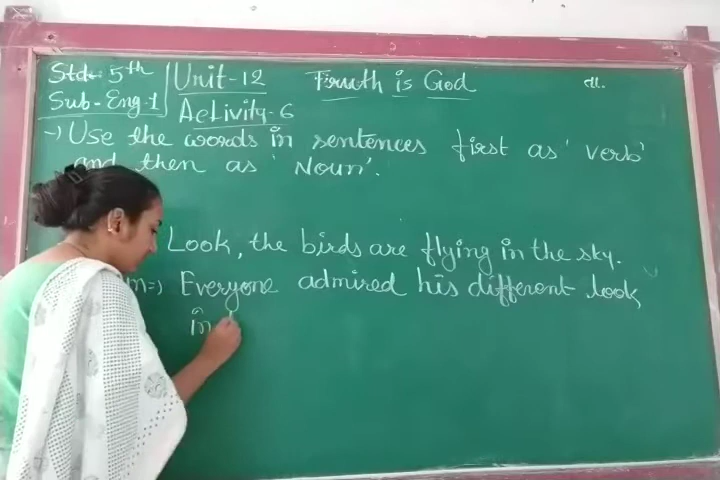 Std- 5th Unit-12 Truth is God
Sub-Eng-1 Activity-6
→ Use the words in sentences first as 'verb'
and then as 'Noun'.
Look, the birds are flying in the sky.
Everyone admired his different look
in